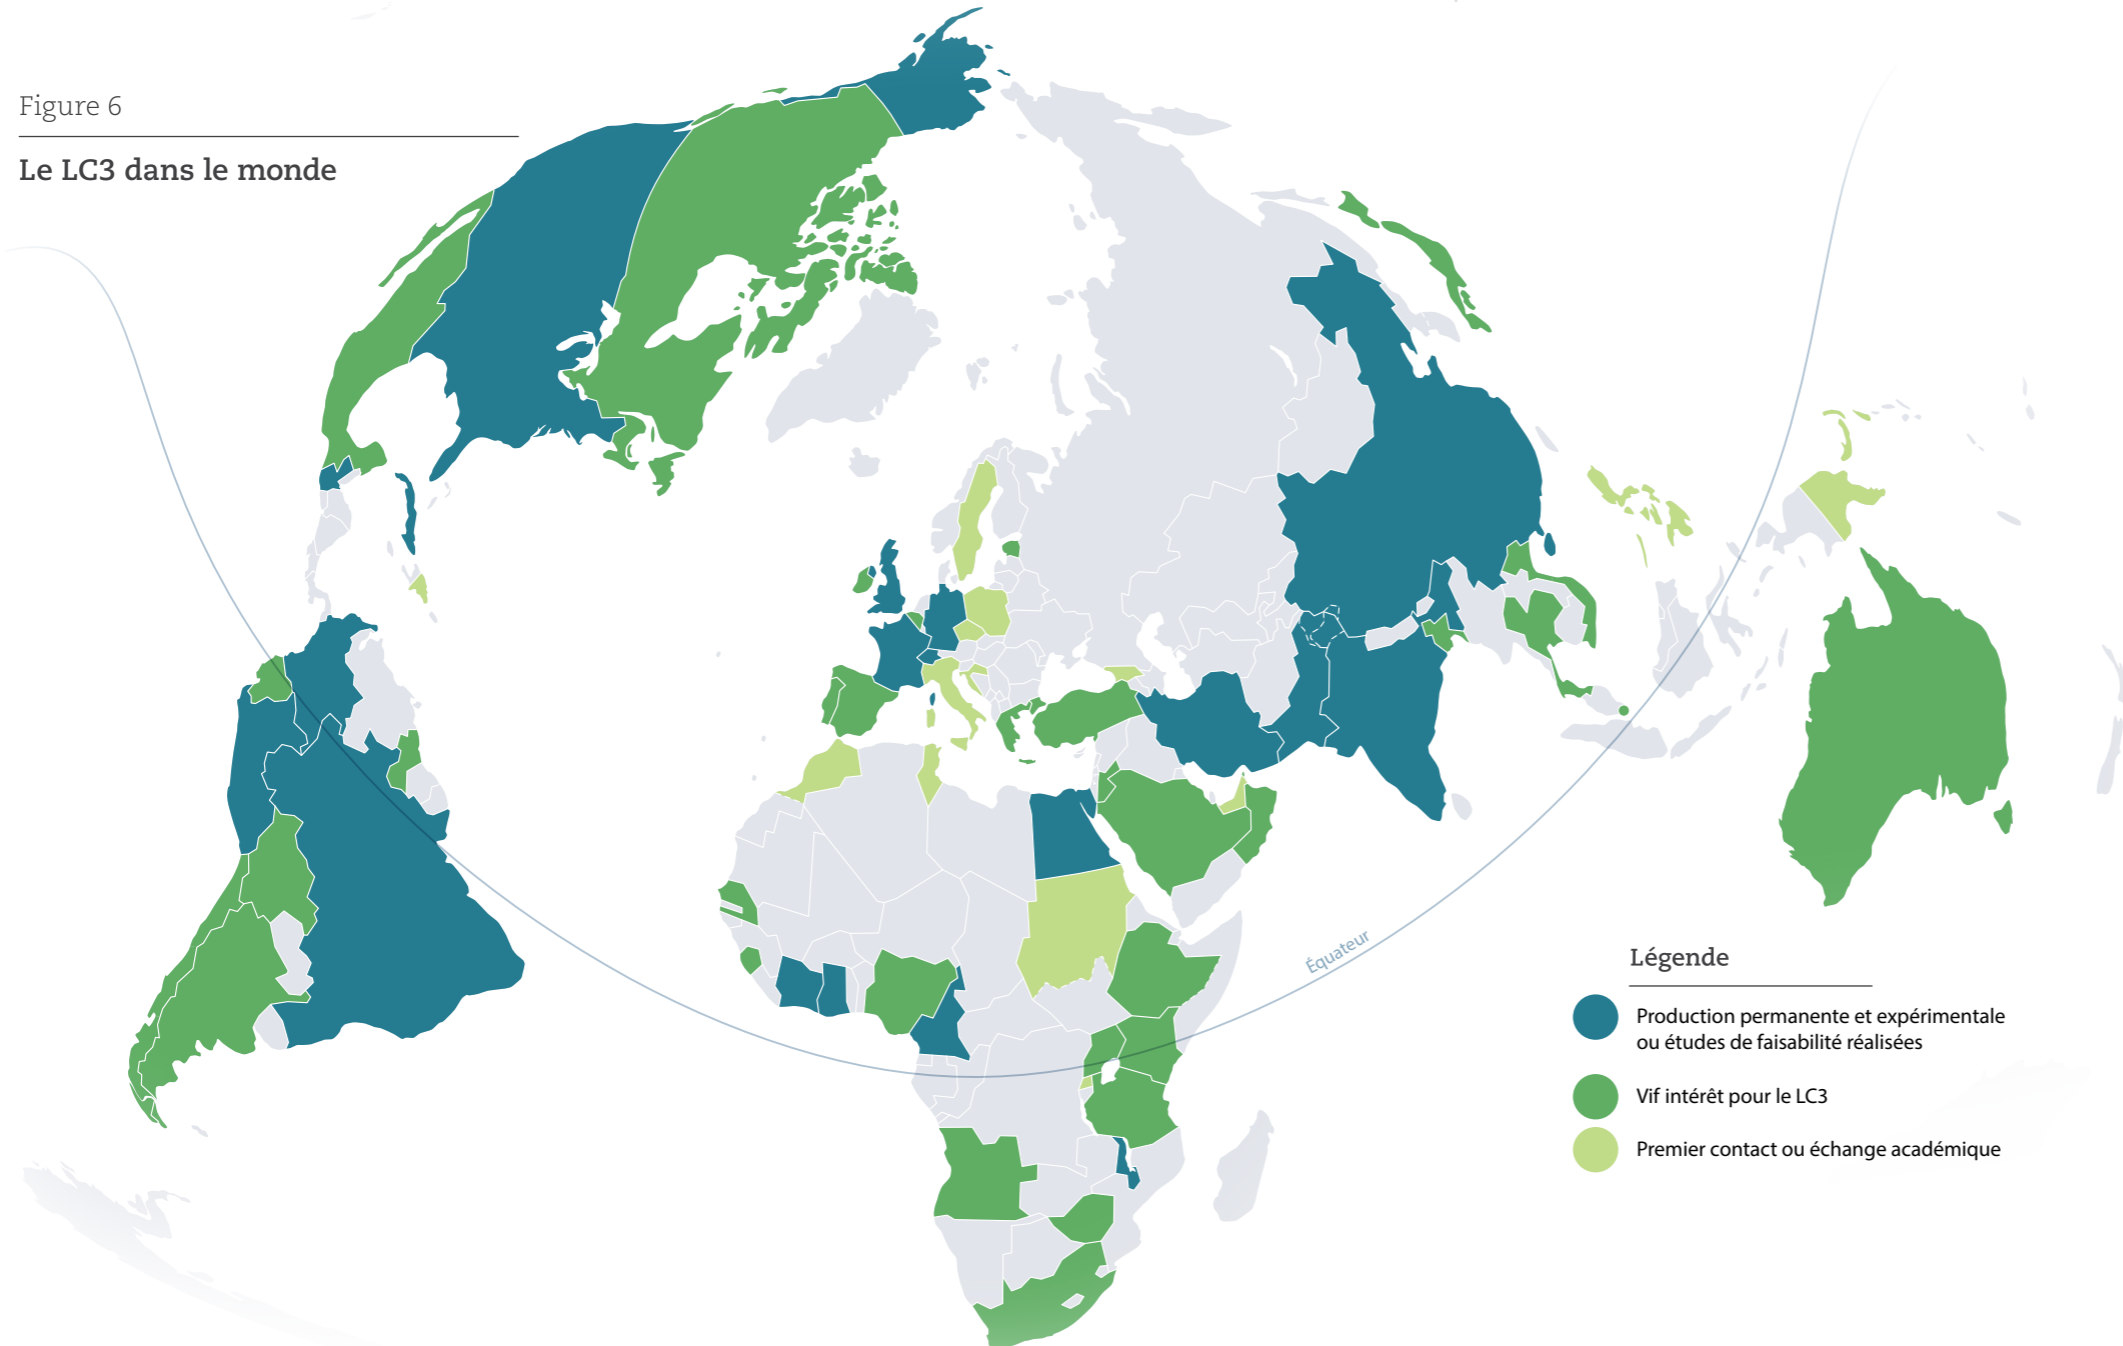 Figure 6
Le LC3 dans le monde
Équateur
Légende
Production permanente et expérimentale
ou études de faisabilité réalisées
Vif intérêt pour le LC3
Premier contact ou échange académique